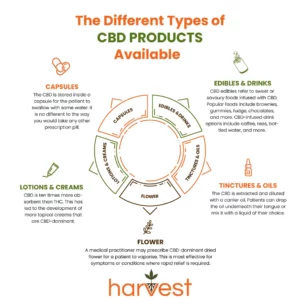 The Different Types of
CBD PRODUCTS
Available
CAPSULES
The CBD is stored inside a
capsule for the patient to
swallow with some water. It
is no different to the way
you would take any other
prescription pill.
EDIBLES & DRINKS
CBD edibles refer to sweet or
savoury foods infused with CBD.
Popular foods include brownies,
gummies, fudge, chocolates,
and more. CBD-infused drink
options include coffees, teas, hot
water, and more.
CAPSULES
EDIBLES & DRINKS
TINCTURES & OILS
FLOWER
LOTIONS & CREAMS
LOTIONS & CREAMS
CBD is ten times more ab-
sorbent than THC. This has
led to the development of
more topical creams that
are CBD-dominant.
TINCTURES & OILS
The CBD is extracted and diluted
with a carrier oil. Patients can drop
the oil underneath their tongue or
mix it with a liquid of their choice.
FLOWER
A medical practitioner may prescribe CBD-dominant dried
flower for a patient to vaporise. This is most effective for
symptoms or conditions where rapid relief is required.
harvest